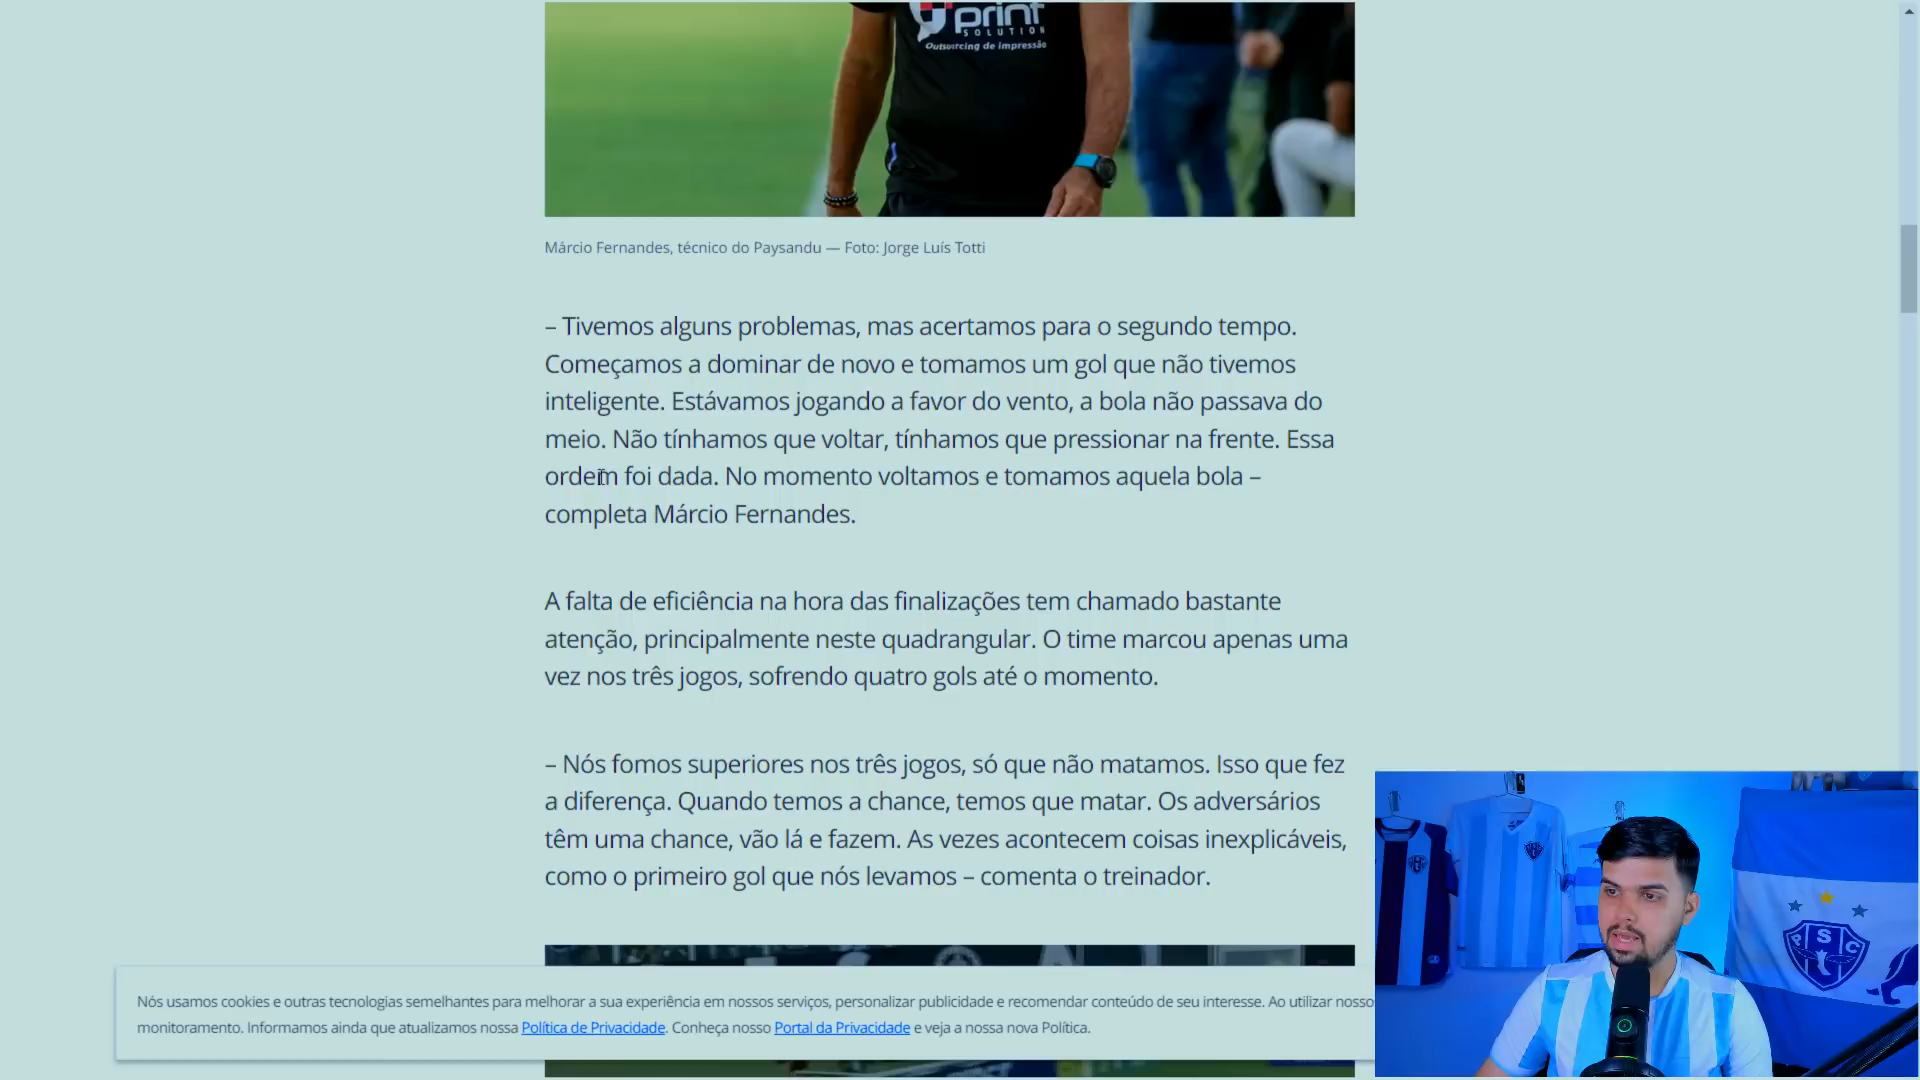 print
SOLUTION
Outsourcing de impressão
Márcio Fernandes, técnico do Paysandu — Foto: Jorge Luís Totti
– Tivemos alguns problemas, mas acertamos para o segundo tempo.
Começamos a dominar de novo e tomamos um gol que não tivemos
inteligente. Estávamos jogando a favor do vento, a bola não passava do
meio. Não tínhamos que voltar, tínhamos que pressionar na frente. Essa
ordem foi dada. No momento voltamos e tomamos aquela bola –
completa Márcio Fernandes.
A falta de eficiência na hora das finalizações tem chamado bastante
atenção, principalmente neste quadrangular. O time marcou apenas uma
vez nos três jogos, sofrendo quatro gols até o momento.
– Nós fomos superiores nos três jogos, só que não matamos. Isso que fez
a diferença. Quando temos a chance, temos que matar. Os adversários
têm uma chance, vão lá e fazem. As vezes acontecem coisas inexplicáveis,
como o primeiro gol que nós levamos – comenta o treinador.
Nós usamos cookies e outras tecnologias semelhantes para melhorar a sua experiência em nossos serviços, personalizar publicidade e recomendar conteúdo de seu interesse. Ao utilizar nosso
monitoramento. Informamos ainda que atualizamos nossa Política de Privacidade. Conheça nosso Portal da Privacidade e veja a nossa nova Política.
PSC